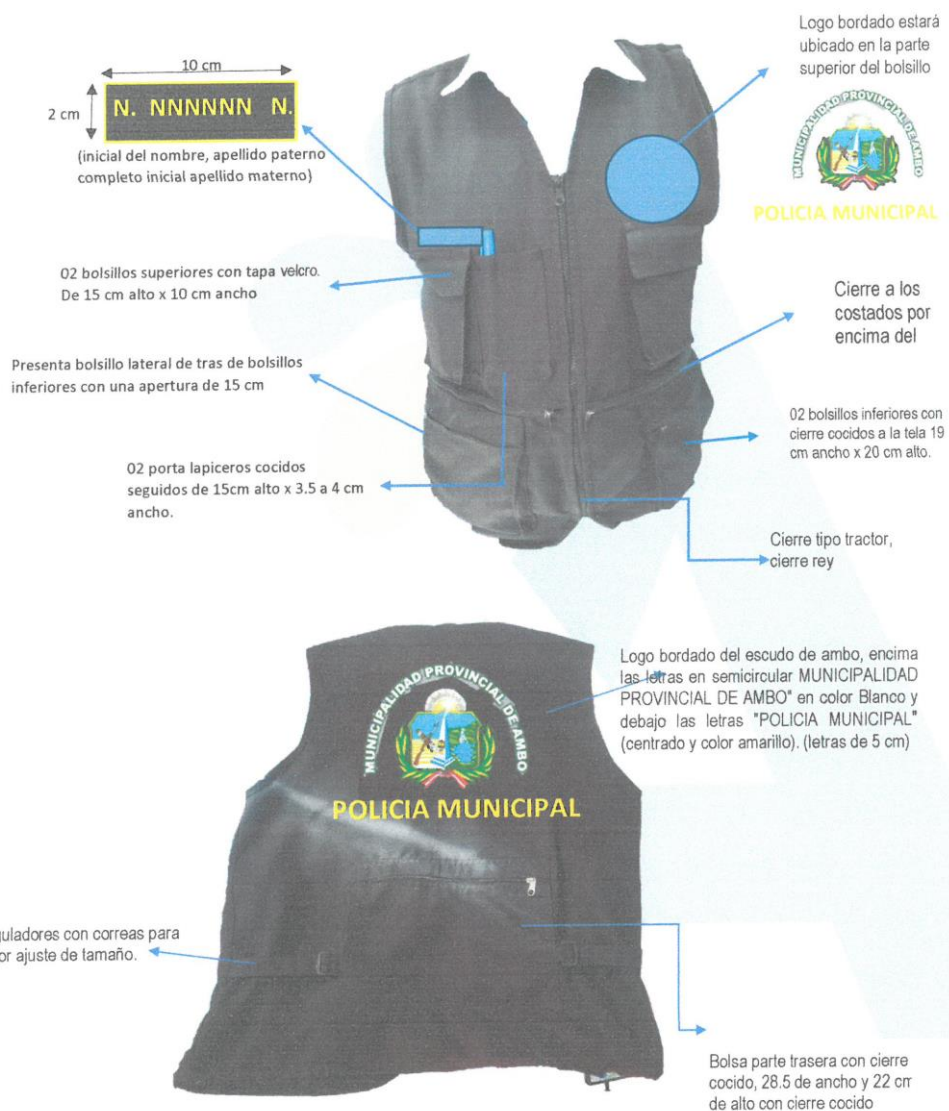 Logo bordado estará
ubicado en la parte
superior del bolsillo
10 cm
2 cm
N. NNNNNN N.
(inicial del nombre, apellido paterno
completo inicial apellido materno)
MUNICIPALIDAD PROVINCIAL DE AMBO
POLICIA MUNICIPAL
02 bolsillos superiores con tapa velcro.
De 15 cm alto x 10 cm ancho
Cierre a los
costados por
encima del
Presenta bolsillo lateral de tras de bolsillos
inferiores con una apertura de 15 cm
02 bolsillos inferiores con
cierre cocidos a la tela 19
cm ancho x 20 cm alto.
02 porta lapiceros cocidos
seguidos de 15cm alto x 3.5 a 4 cm
ancho.
Cierre tipo tractor,
cierre rey
Logo bordado del escudo de ambo, encima
las letras en semicircular MUNICIPALIDAD
PROVINCIAL DE AMBO" en color Blanco y
debajo las letras "POLICIA MUNICIPAL"
(centrado y color amarillo). (letras de 5 cm)
MUNICIPALIDAD PROVINCIAL DE AMBO
POLICIA MUNICIPAL
guladores con correas para
or ajuste de tamaño.
Bolsa parte trasera con cierre
cocido, 28.5 de ancho y 22 cm
de alto con cierre cocido